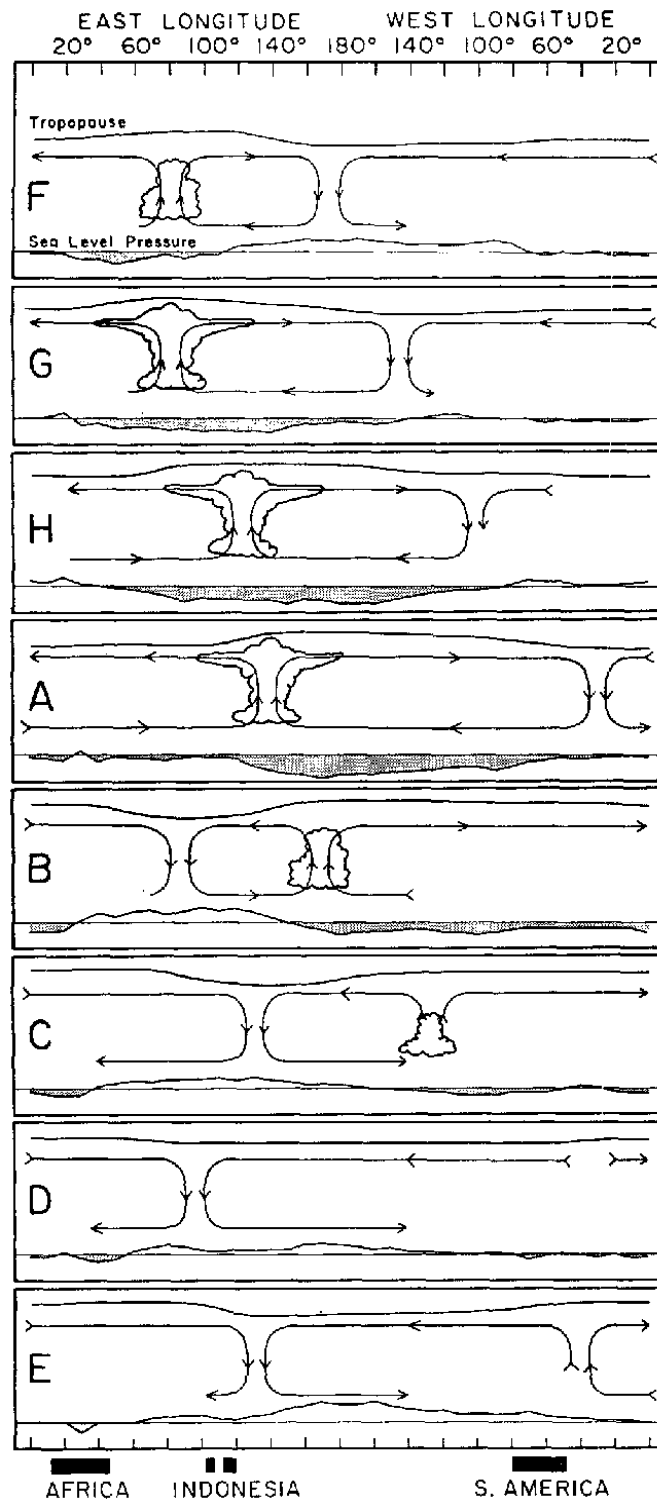 EAST LONGITUDE WEST LONGITUDE
20° 60° 100° 140° 180° 140° 100° 60° 20°
Tropopause
F
Sea Level Pressure
G
H
A
B
C
D
E
AFRICA INDONESIA S. AMERICA